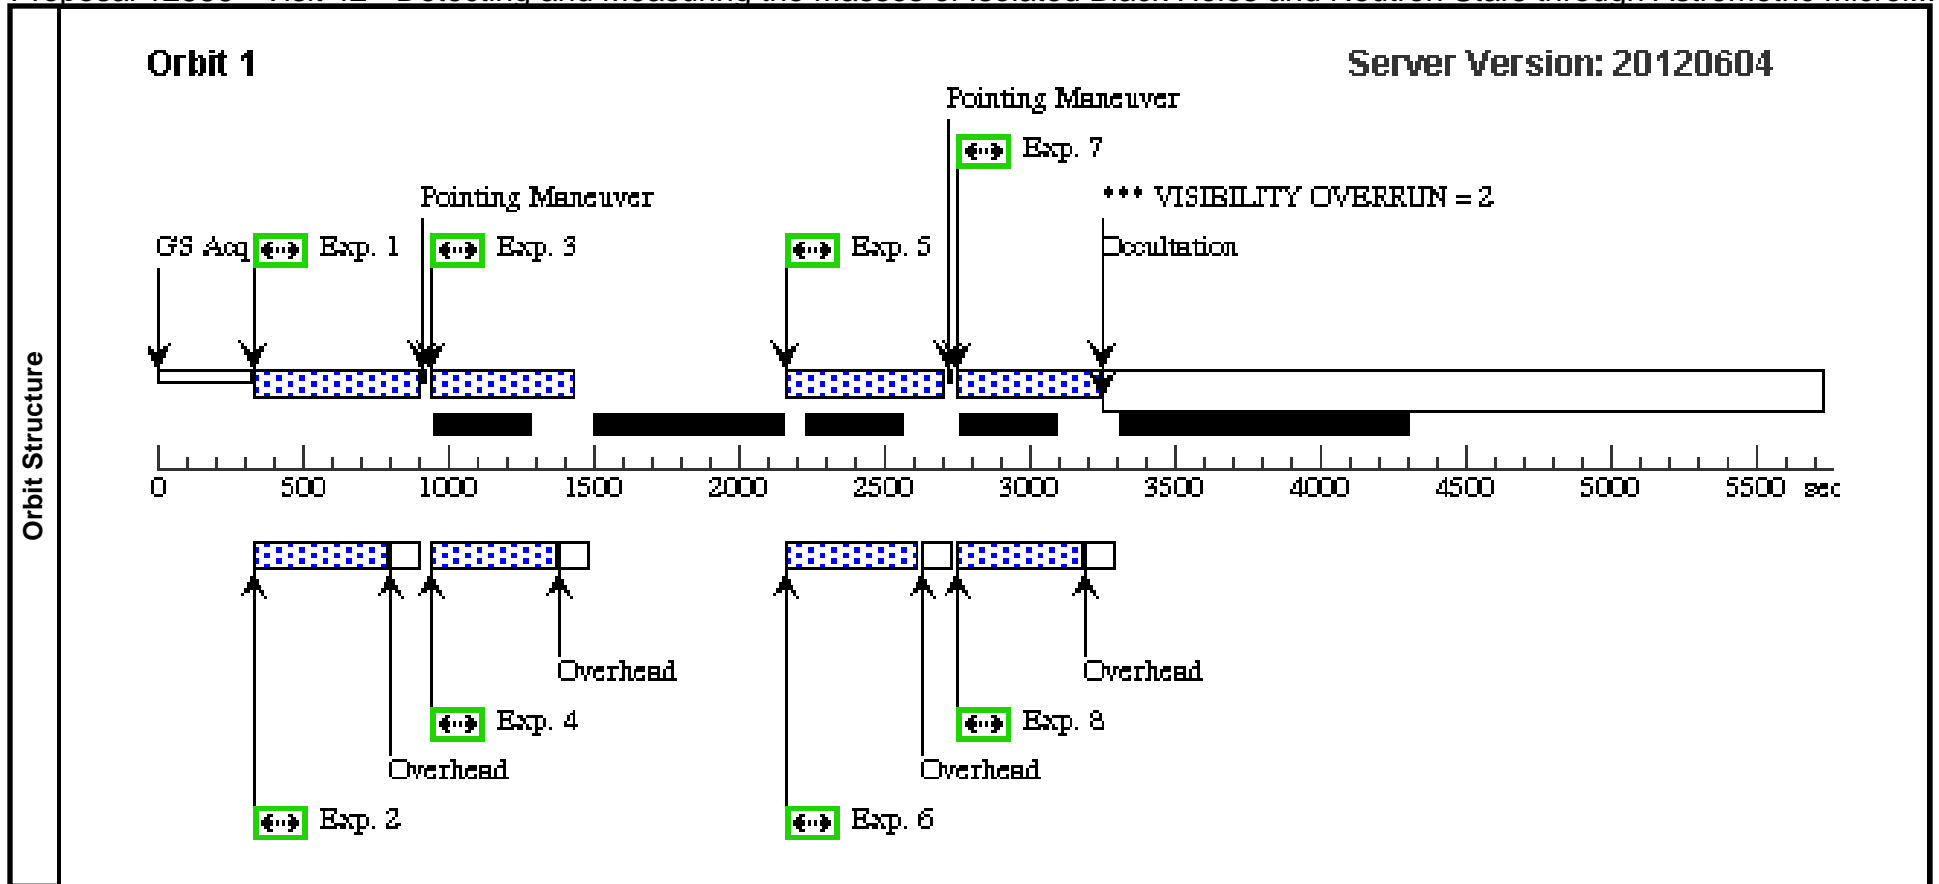 Orbit 1
Server Version: 20120604
Pointing Maneuver
Exp. 7
Pointing Maneuver
*** VISIBILITY OVERRUN = 2
GS Acq
Exp. 1
Exp. 3
Exp. 5
Occultation
Orbit Structure
0 500 1000 1500 2000 2500 3000 3500 4000 4500 5000 5500 sec
Overhead
Overhead
Exp. 4
Exp. 8
Overhead
Overhead
Exp. 2
Exp. 6